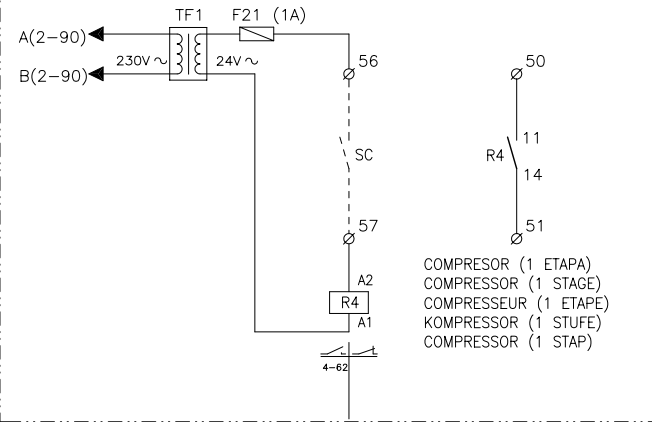 TF1
F21 (1A)
A(2-90)
230V ~
24V ~
B(2-90)
56
50
SC
R4
11
14
57
51
A2
R4
A1
4-62
COMPRESOR (1 ETAPA)
COMPRESSOR (1 STAGE)
COMPRESSEUR (1 ETAPE)
KOMPRESSOR (1 STUFE)
COMPRESSOR (1 STAP)